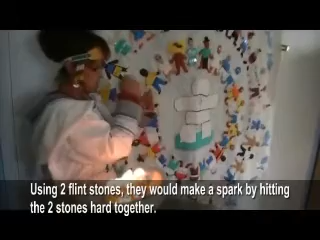 Using 2 flint stones, they would make a spark by hitting
the 2 stones hard together.